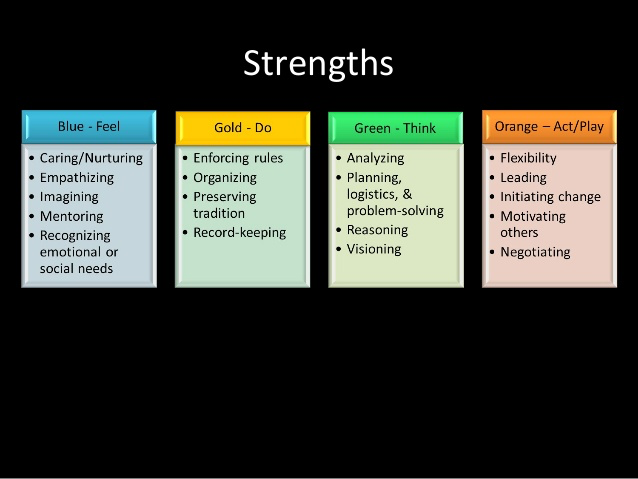 Strengths
Blue - Feel
• Caring/Nurturing
• Empathizing
• Imagining
• Mentoring
• Recognizing
emotional or
social needs
Gold - Do
• Enforcing rules
• Organizing
• Preserving
tradition
• Record-keeping
Green - Think
• Analyzing
• Planning,
logistics, &
problem-solving
• Reasoning
• Visioning
Orange – Act/Play
• Flexibility
• Leading
• Initiating change
• Motivating
others
• Negotiating